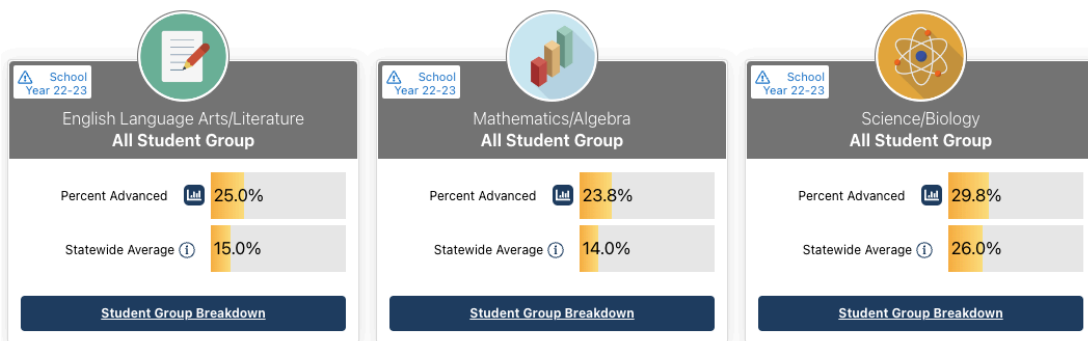 School
Year 22-23
English Language Arts/Literature
All Student Group
Percent Advanced
25.0%
Statewide Average
15.0%
Student Group Breakdown
School
Year 22-23
Mathematics/Algebra
All Student Group
Percent Advanced
23.8%
Statewide Average
14.0%
Student Group Breakdown
School
Year 22-23
Science/Biology
All Student Group
Percent Advanced
29.8%
Statewide Average
26.0%
Student Group Breakdown